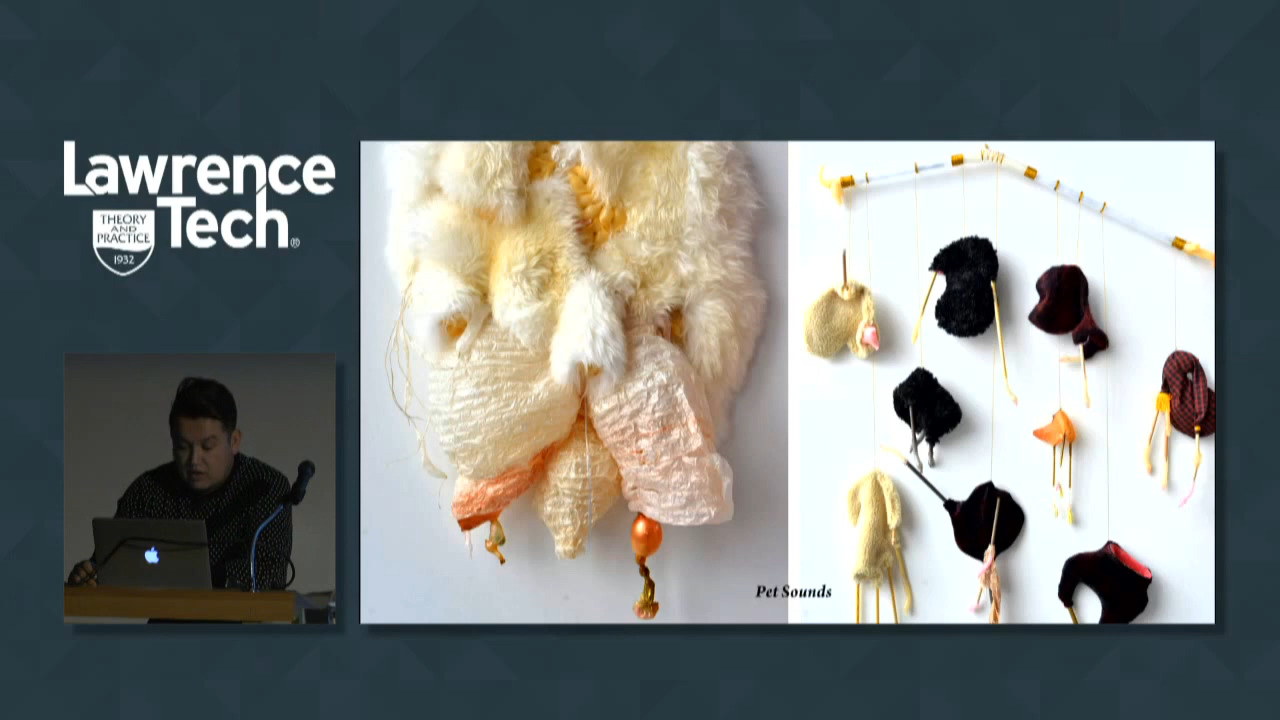 Lawrence
Tech®
THEORY
AND
PRACTICE
1932
Pet Sounds